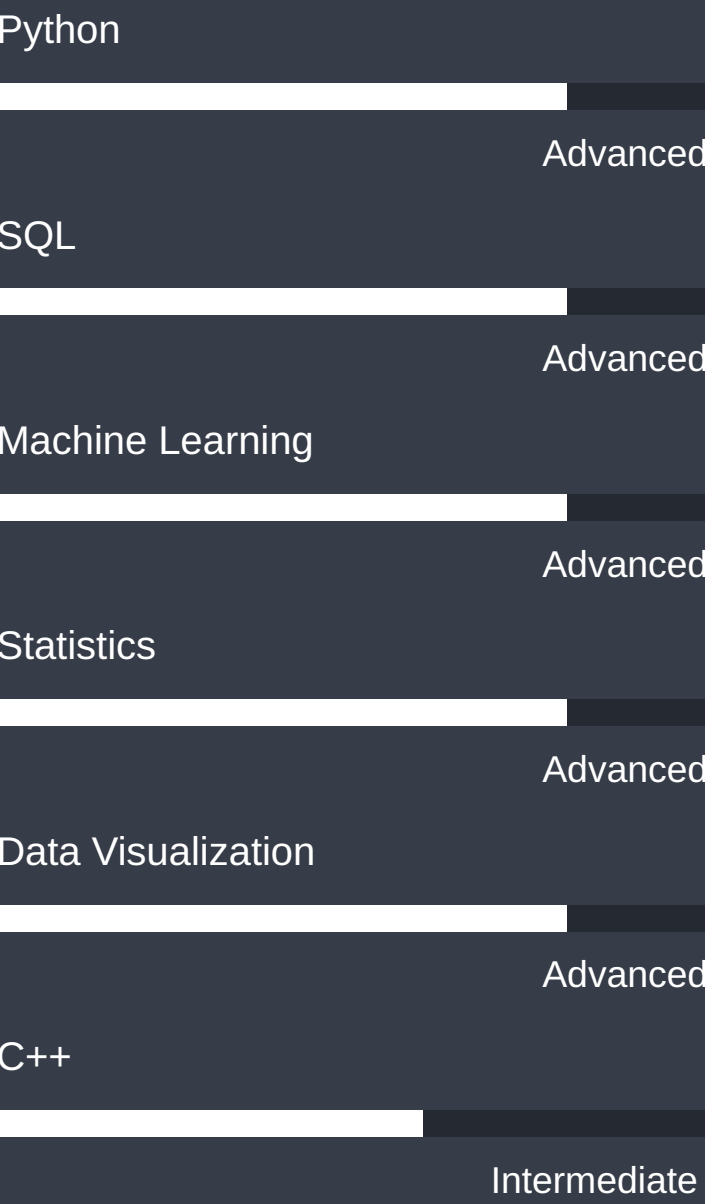 Python
Advanced
SQL
Advanced
Machine Learning
Advanced
Statistics
Advanced
Data Visualization
Advanced
C++
Intermediate